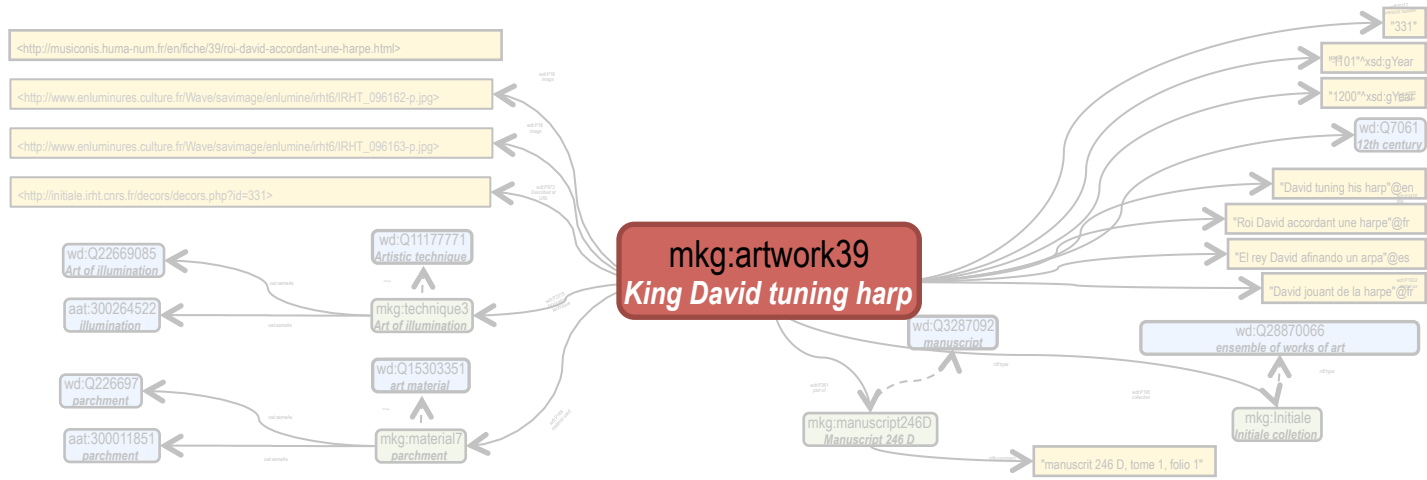 "331"
<http://musiconis.huma-num.fr/en/fiche/39/roi-david-accordant-une-harpe.html>
"1101"^xsd:gYear
<http://www.enluminures.culture.fr/Wave/savimage/enlumine/irht6/IRHT_096162-p.jpg>
"1200"^xsd:gYear
<http://www.enluminures.culture.fr/Wave/savimage/enlumine/irht6/IRHT_096163-p.jpg>
wd:Q7061
12th century
<http://initiale.irht.cnrs.fr/decors/decors.php?id=331>
"David tuning his harp"@en
"Roi David accordant une harpe"@fr
"El rey David afinando un arpa"@es
"David jouant de la harpe"@fr
mkg:artwork39
King David tuning harp
wd:Q22669085
Art of illumination
wd:Q11177771
Artistic technique
aat:300264522
illumination
mkg:technique3
Art of illumination
wd:Q3287092
manuscript
wd:Q28870066
ensemble of works of art
wd:Q226697
parchment
wd:Q15303351
art material
aat:300011851
parchment
mkg:material7
parchment
mkg:manuscript246D
Manuscript 246 D
mkg:Initiale
Initiale colletion
"manuscrit 246 D, tome 1, folio 1"